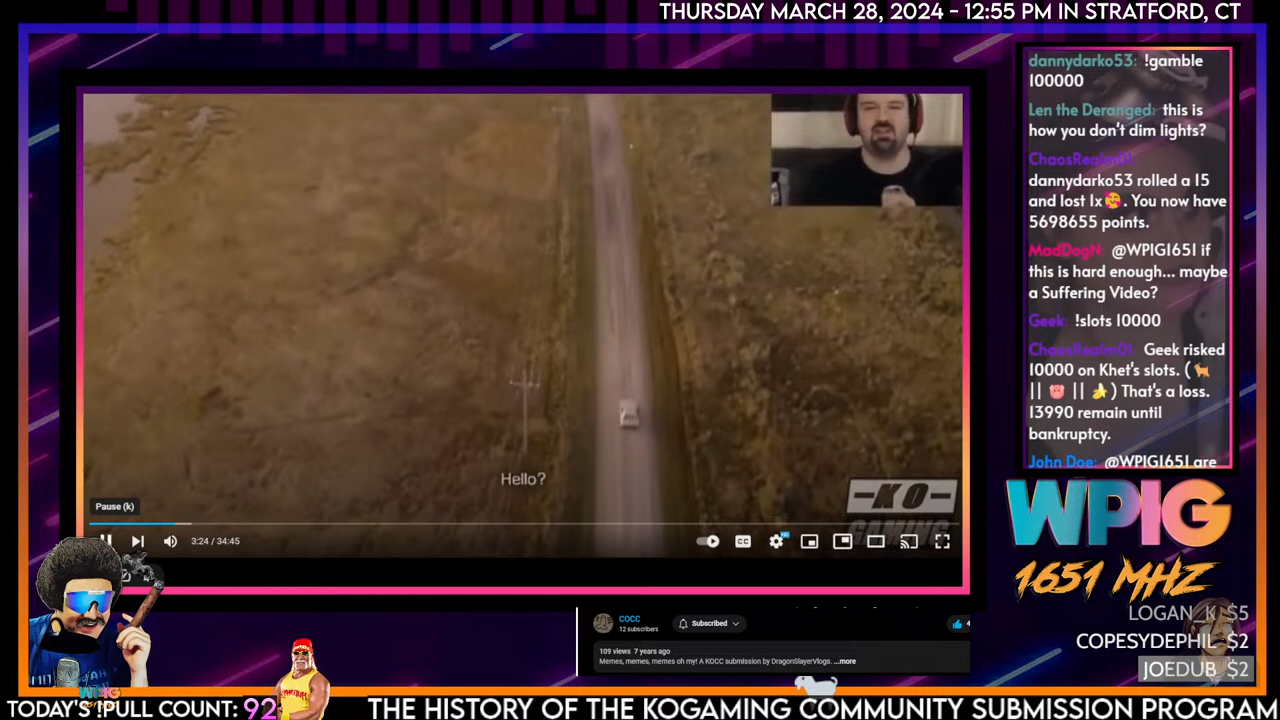 THURSDAY MARCH 28, 2024 - 12:55 PM IN STRATFORD, CT
dannydarko53: !gamble
100000
Len the Deranged: this is
how you don't dim lights?
ChaosRealm01:
dannydarko53 rolled a 15
and lost 1x🥰. You now have
5698655 points.
MadDogN: @WPIG1651 if
this is hard enough... maybe
a Suffering Video?
Geek: !slots 10000
ChaosRealm01: Geek risked
10000 on Khet's slots. (🐕
|| 🐷 || 🍌) That's a loss.
13990 remain until
bankruptcy.
John Doe: @WPIG1651 are
Hello?
-KO-
GAMING
Pause (k)
3:24 / 34:45
CC
HD
WPIG
1651 MHZ
LOGAN_K $5
COPESYDEPHIL $2
JOEDUB $2
COCC
12 subscribers
Subscribed
4
109 views 7 years ago
Memes, memes, memes oh my! A KOCC submission by DragonSlayerVlogs. ...more
WPIG
TODAY'S !PULL COUNT: 92
THE HISTORY OF THE KOGAMING COMMUNITY SUBMISSION PROGRAM